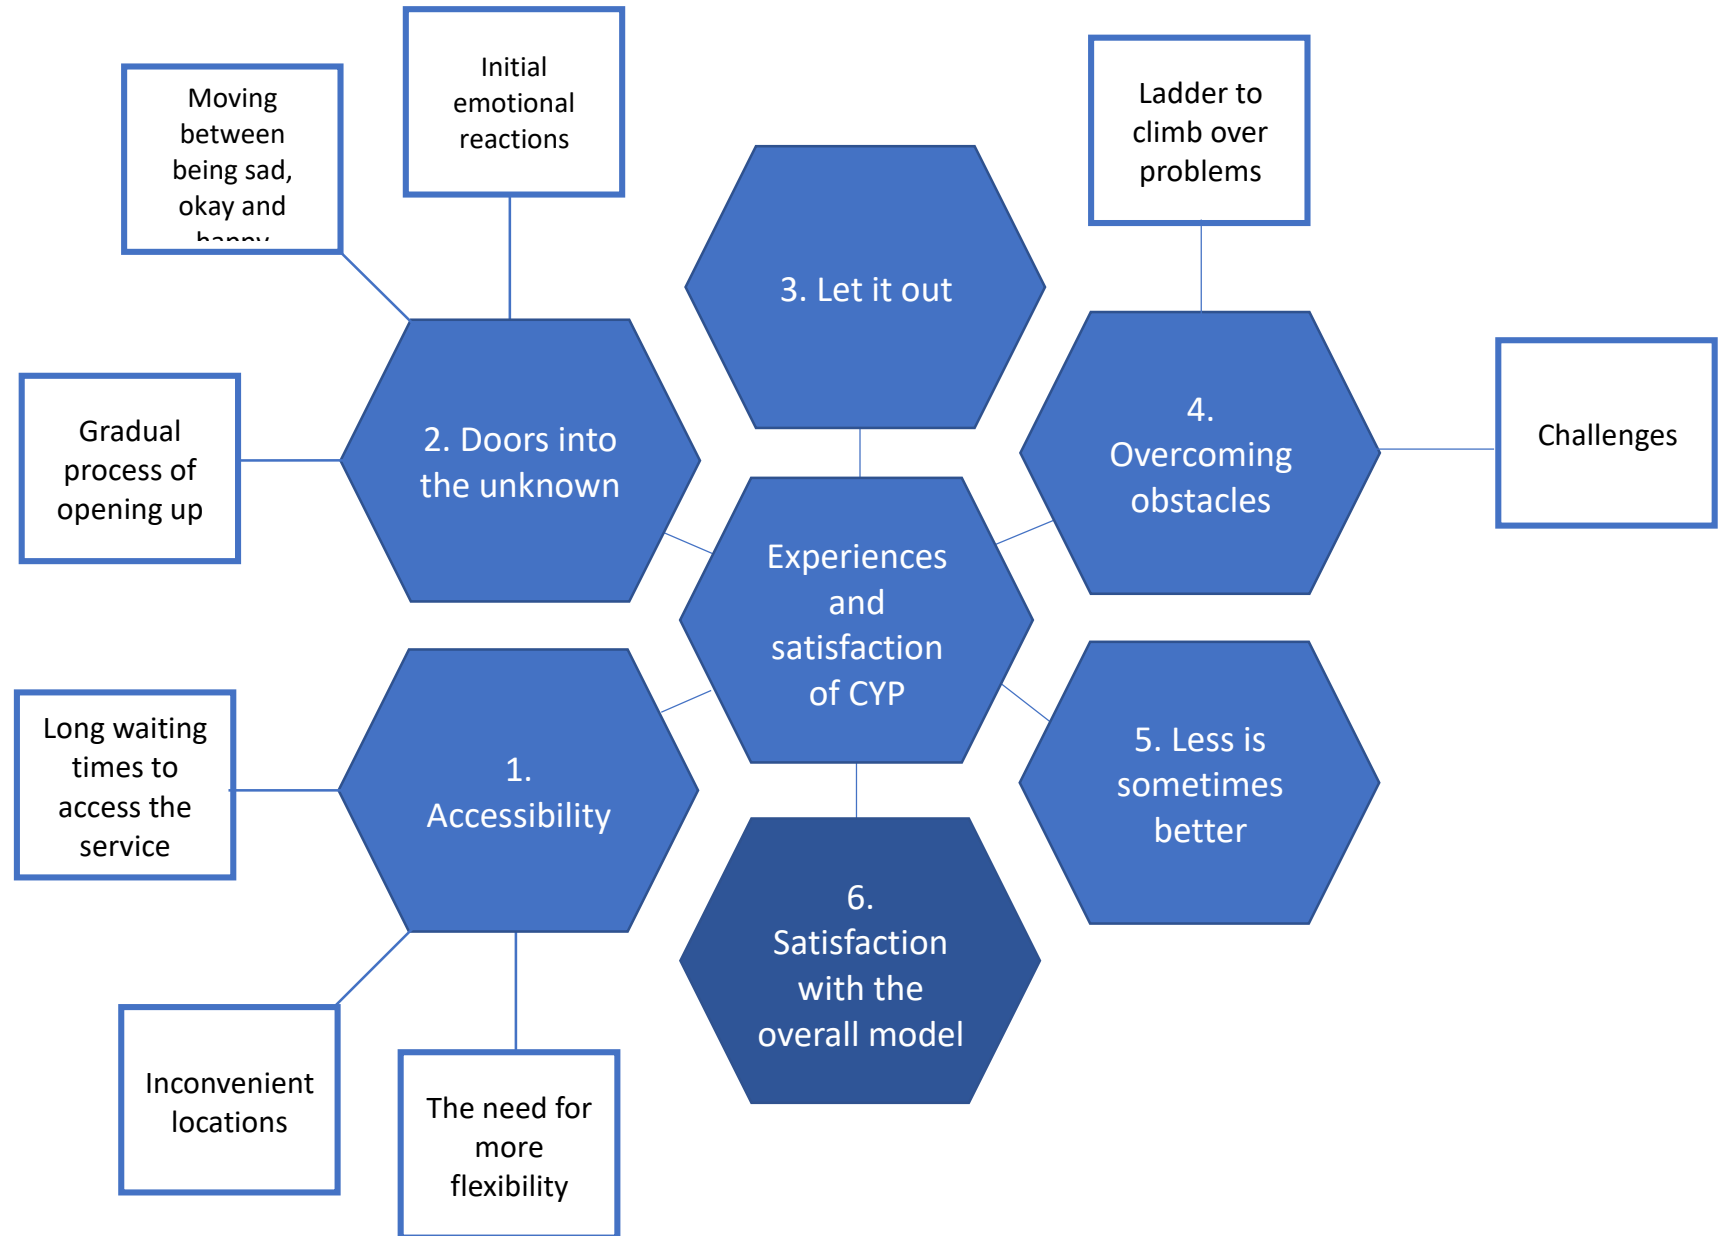 Initial
emotional
reactions
Moving
between
being sad,
okay and
happy
Ladder to
climb over
problems
3. Let it out
Gradual
process of
opening up
2. Doors into
the unknown
4.
Overcoming
obstacles
Challenges
Experiences
and
satisfaction
of CYP
Long waiting
times to
access the
service
1.
Accessibility
5. Less is
sometimes
better
6.
Satisfaction
with the
overall model
Inconvenient
locations
The need for
more
flexibility